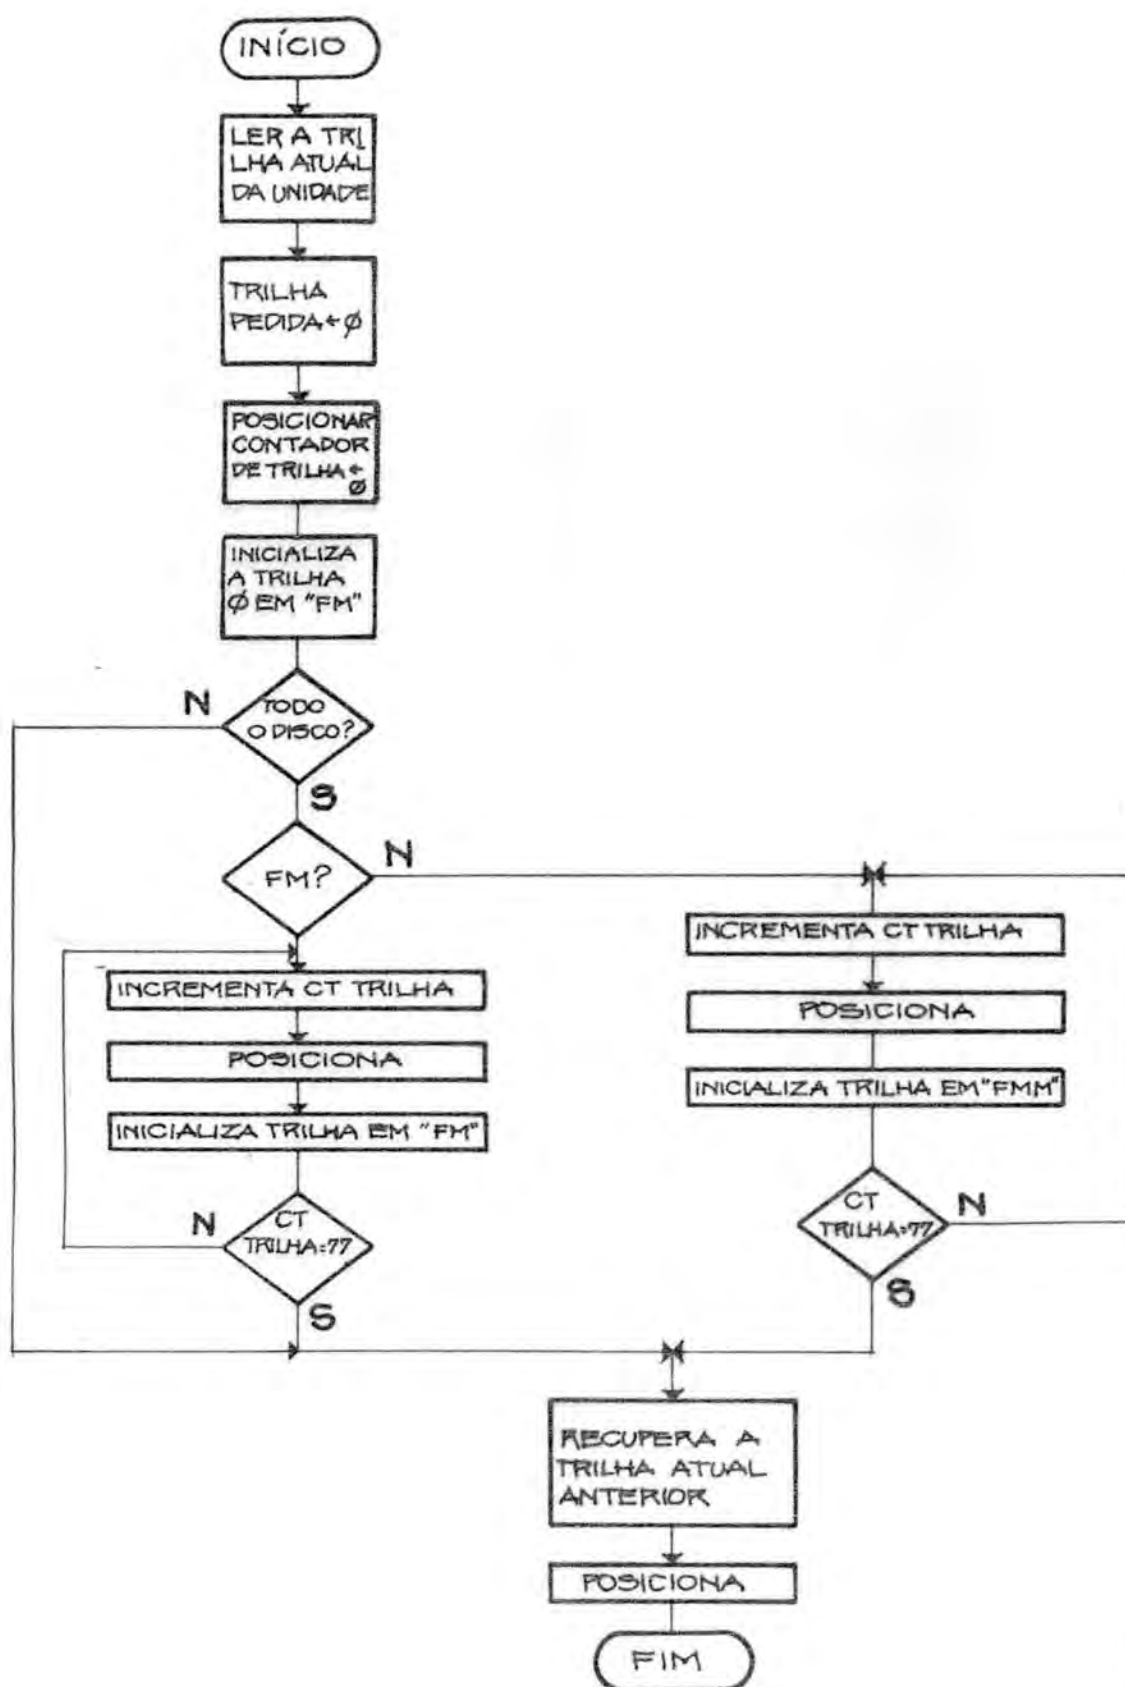 INÍCIO
LER A TRI
LHA ATUAL
DA UNIDADE
TRILHA
PEDIDA←Ø
POSICIONAR
CONTADOR
DE TRILHA←
Ø
INICIALIZA
A TRILHA
Ø EM "FM"
N
TODO
O DISCO?
S
FM?
N
INCREMENTA CT TRILHA
POSICIONA
INICIALIZA TRILHA EM "FM"
N
CT
TRILHA=77
S
INCREMENTA CT TRILHA
POSICIONA
INICIALIZA TRILHA EM "FMM"
CT
TRILHA=77
N
S
RECUPERA A
TRILHA ATUAL
ANTERIOR
POSICIONA
FIM